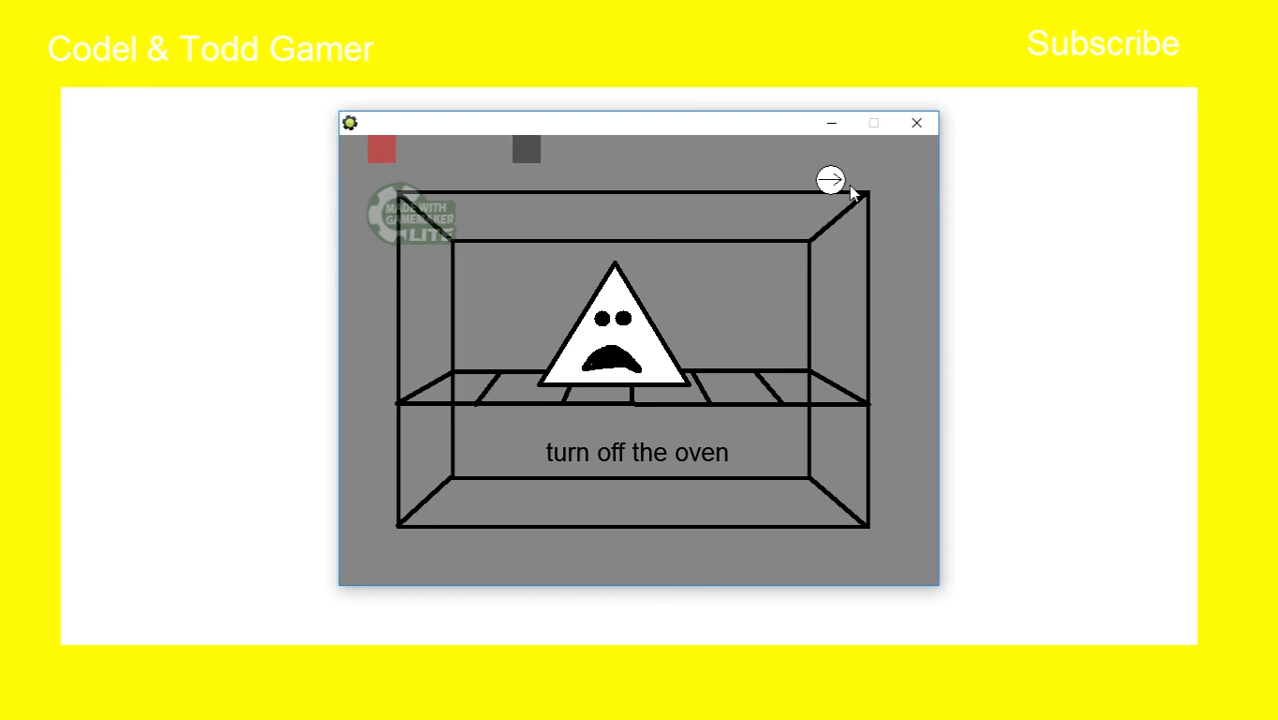 Codel & Todd Gamer
Subscribe
MADE WITH
GAMEMAKER
LITE
turn off the oven